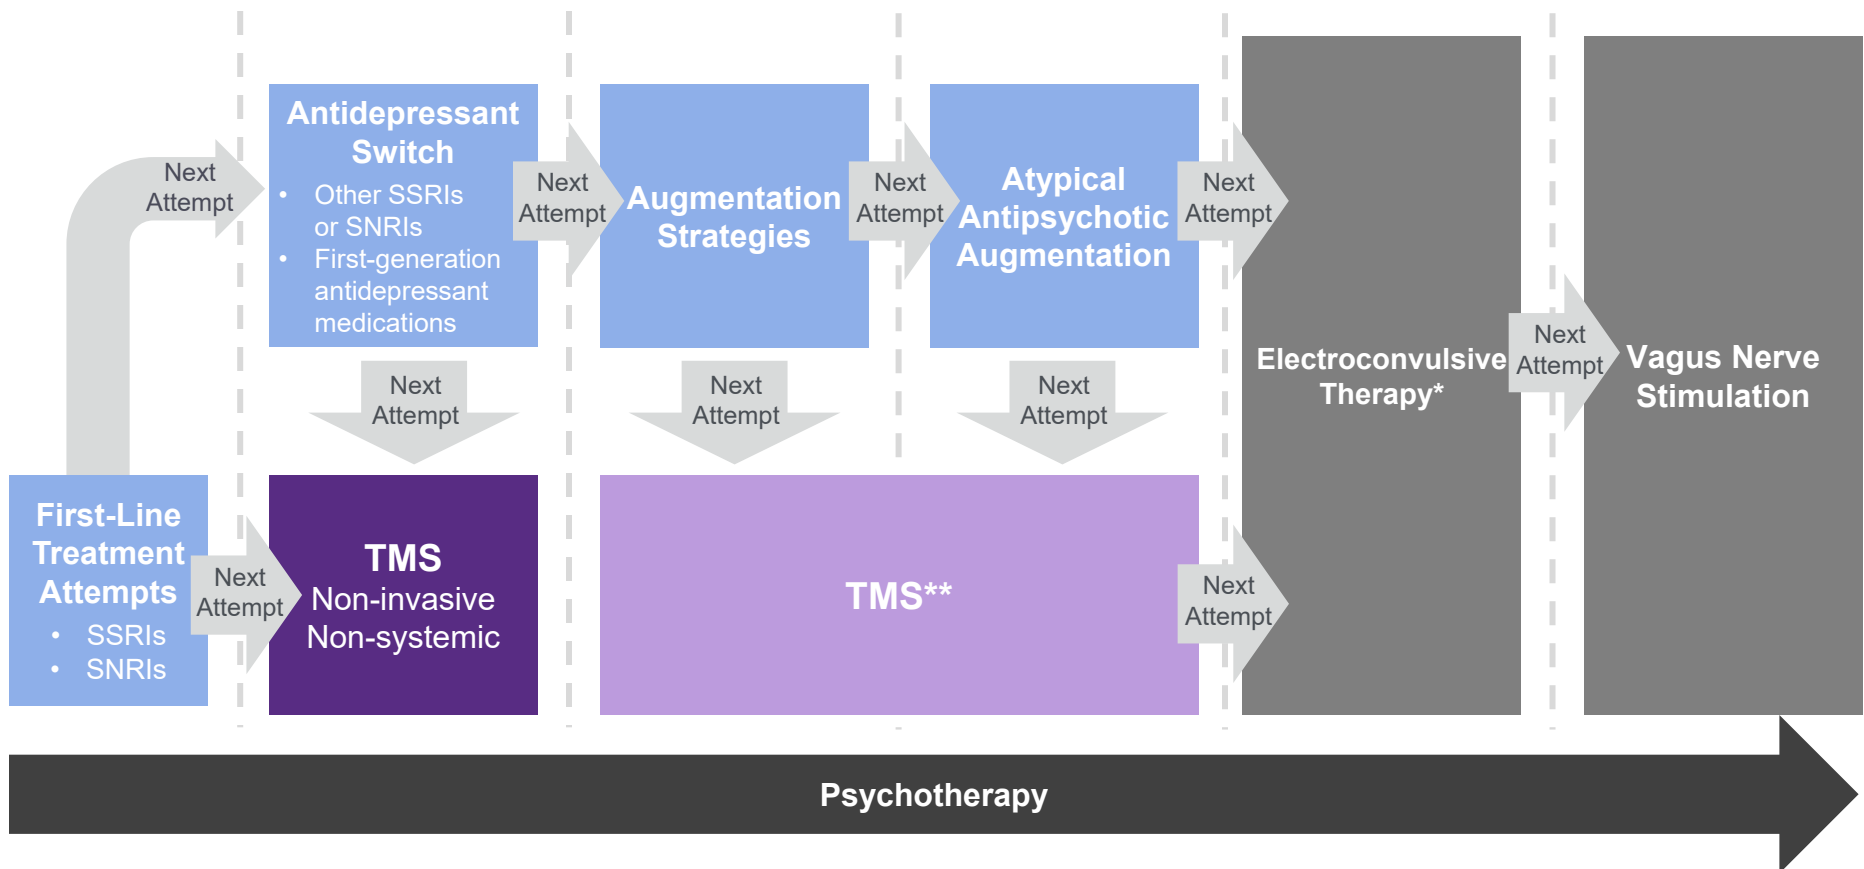 Antidepressant
Switch
• Other SSRIs
or SNRIs
• First-generation
antidepressant
medications
Next
Attempt
Next
Attempt
Augmentation
Strategies
Next
Attempt
Atypical
Antipsychotic
Augmentation
Next
Attempt
Electroconvulsive
Therapy*
Next
Attempt
Vagus Nerve
Stimulation
Next
Attempt
Next
Attempt
Next
Attempt
First-Line
Treatment
Attempts
• SSRIs
• SNRIs
Next
Attempt
TMS
Non-invasive
Non-systemic
TMS**
Next
Attempt
Psychotherapy